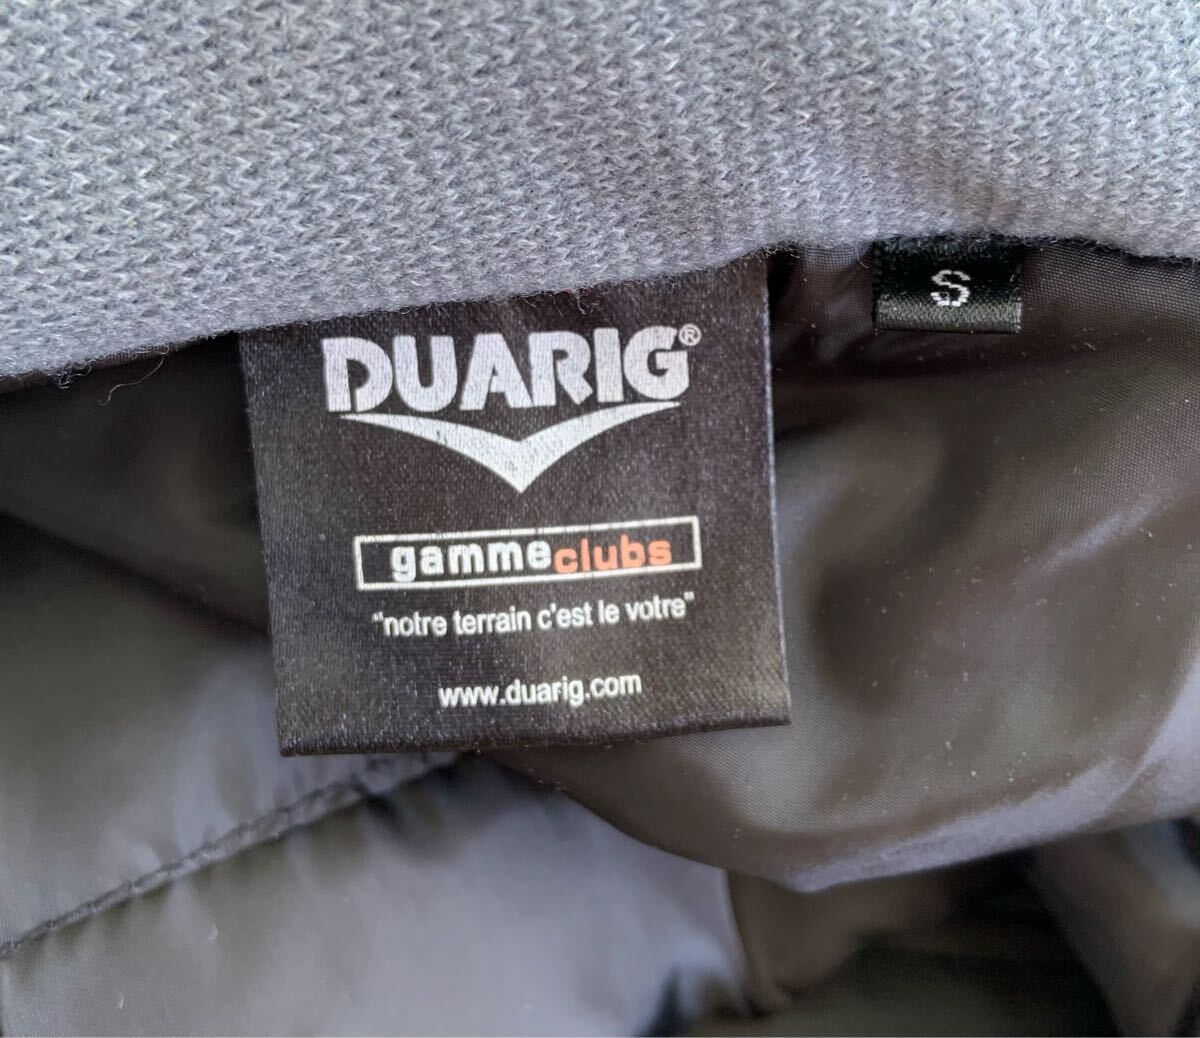 S
DUARIG®
gammeclubs
"notre terrain c'est le votre"
www.duarig.com